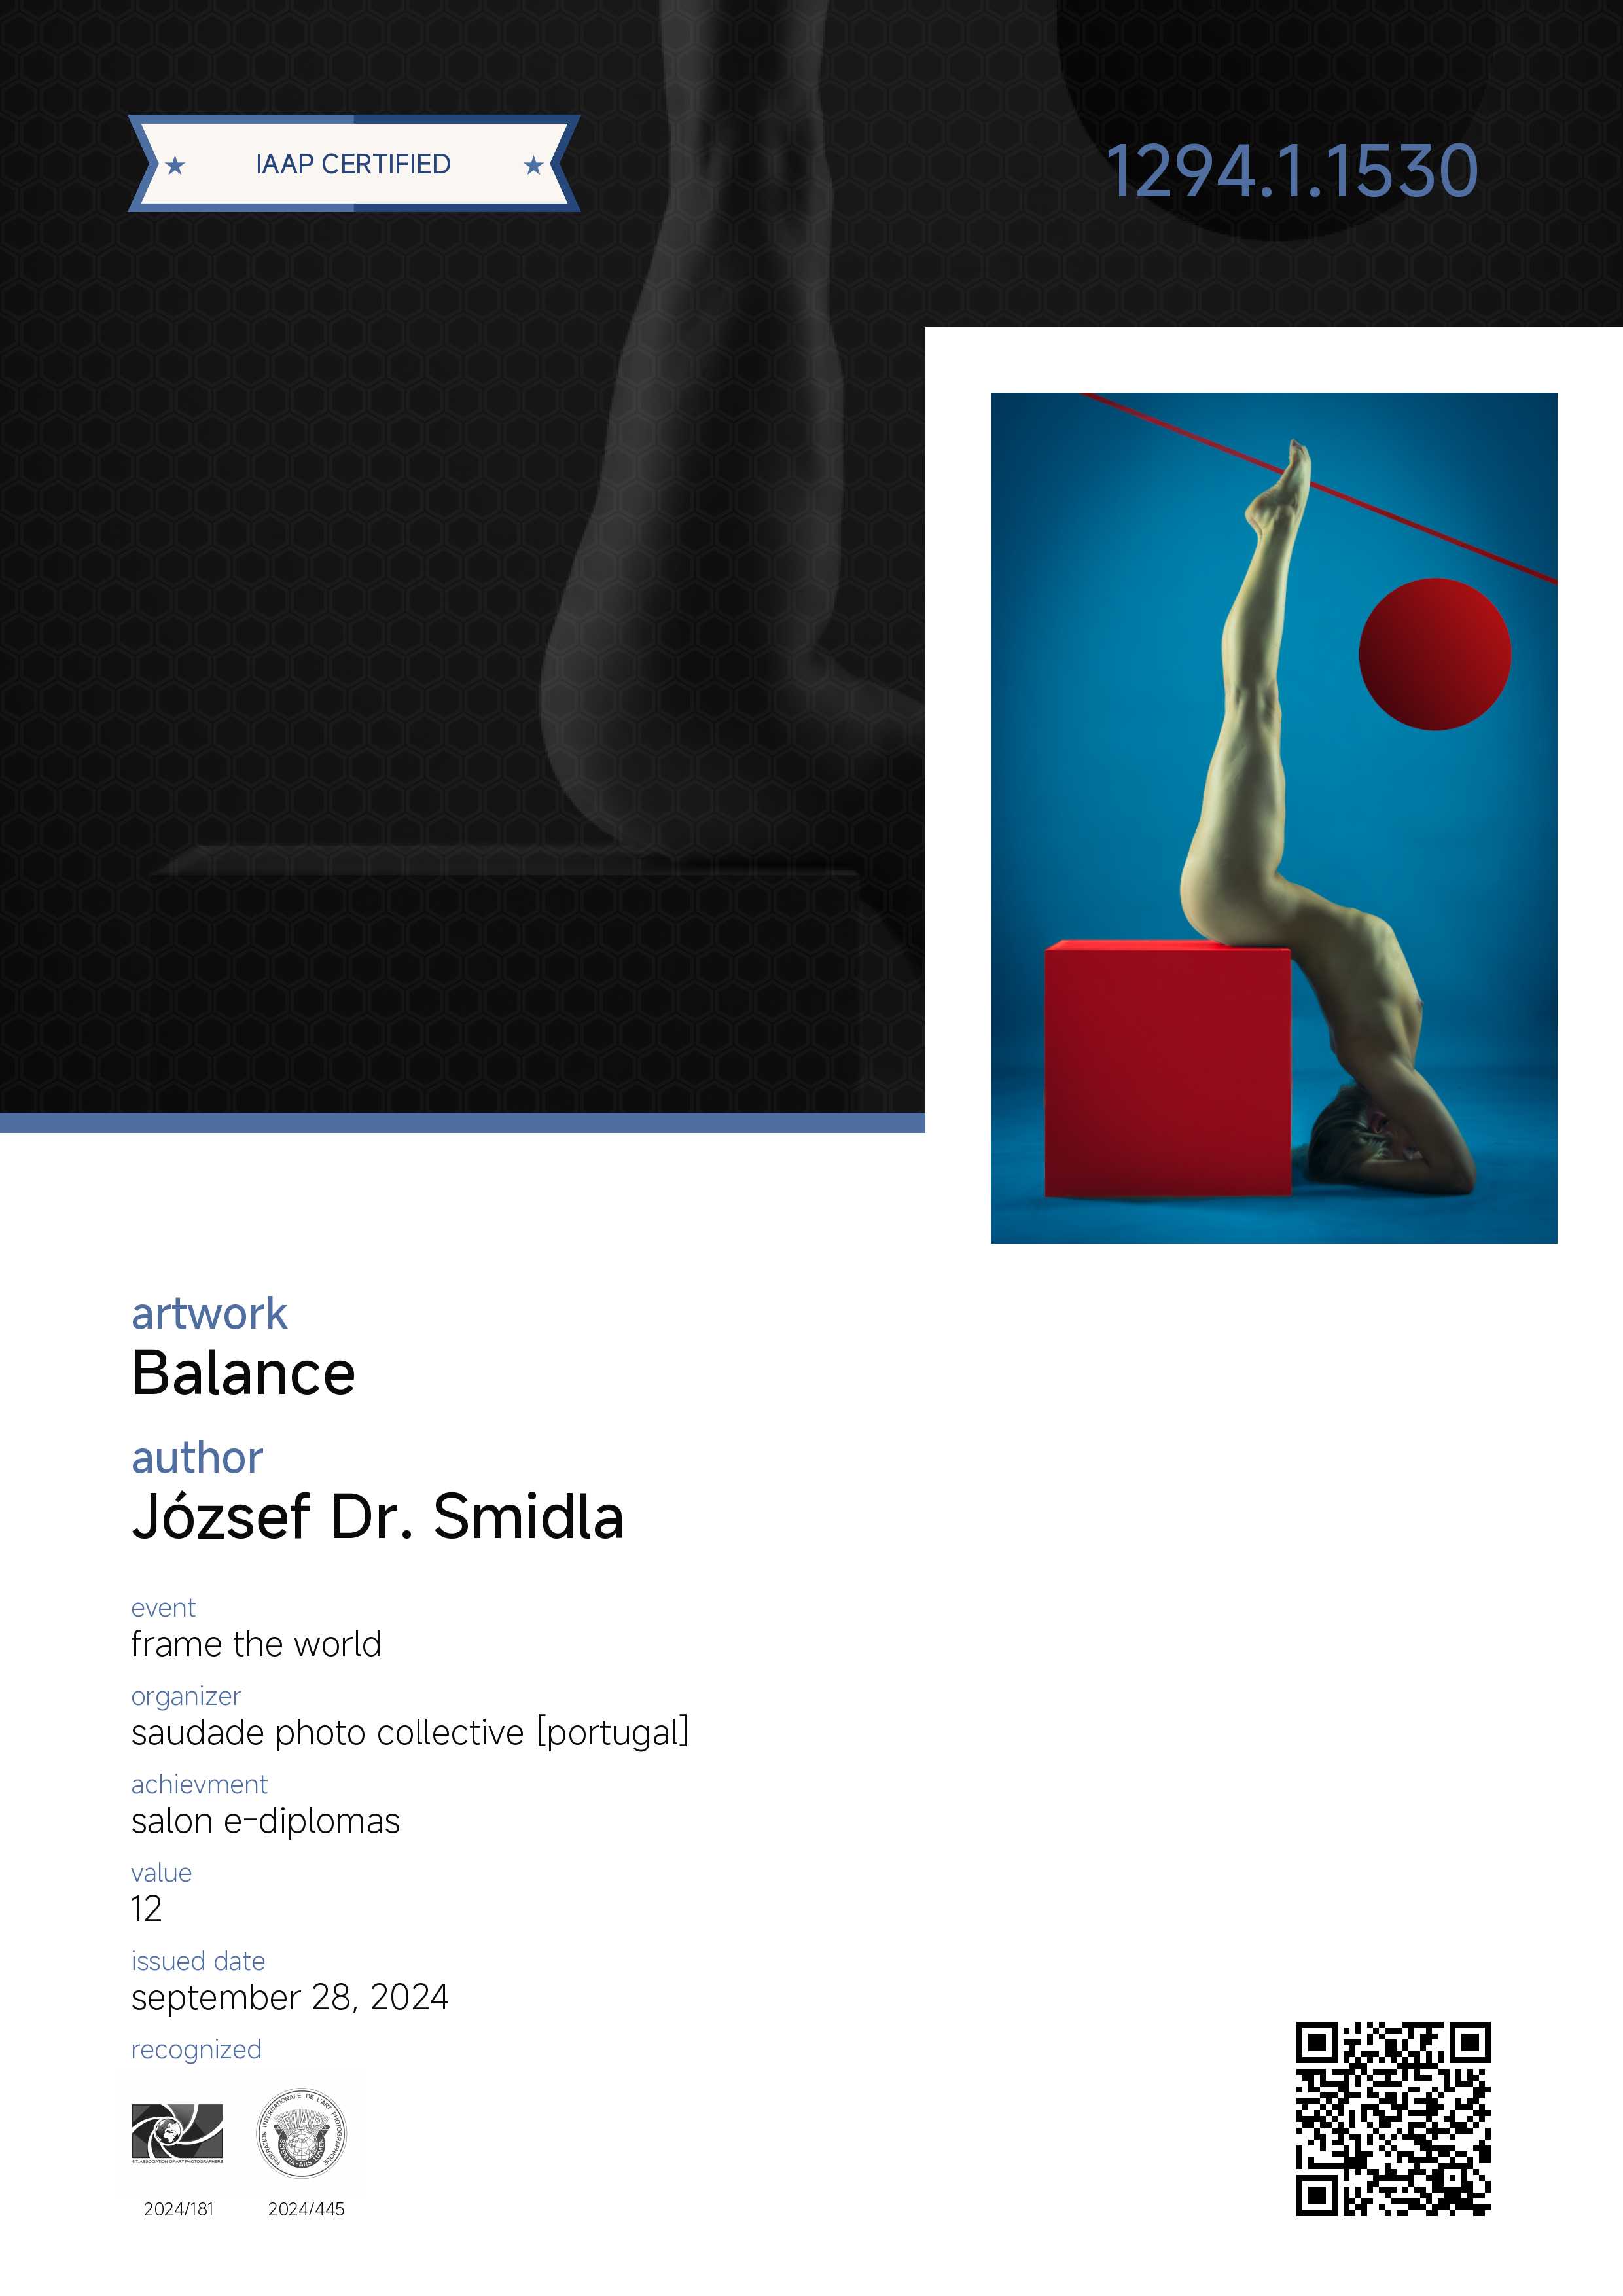 IAAP CERTIFIED
1294.1.1530
artwork
Balance
author
József Dr. Smidla
event
frame the world
organizer
saudade photo collective [portugal]
achievment
salon e-diplomas
value
12
issued date
september 28, 2024
recognized
INT. ASSOCIATION OF ART PHOTOGRAPHERS
FEDERATION INTERNATIONALE DE L'ART PHOTOGRAPHIQUE
FIAP
SCIENTIA-ARS-LUMEN
2024/181
2024/445